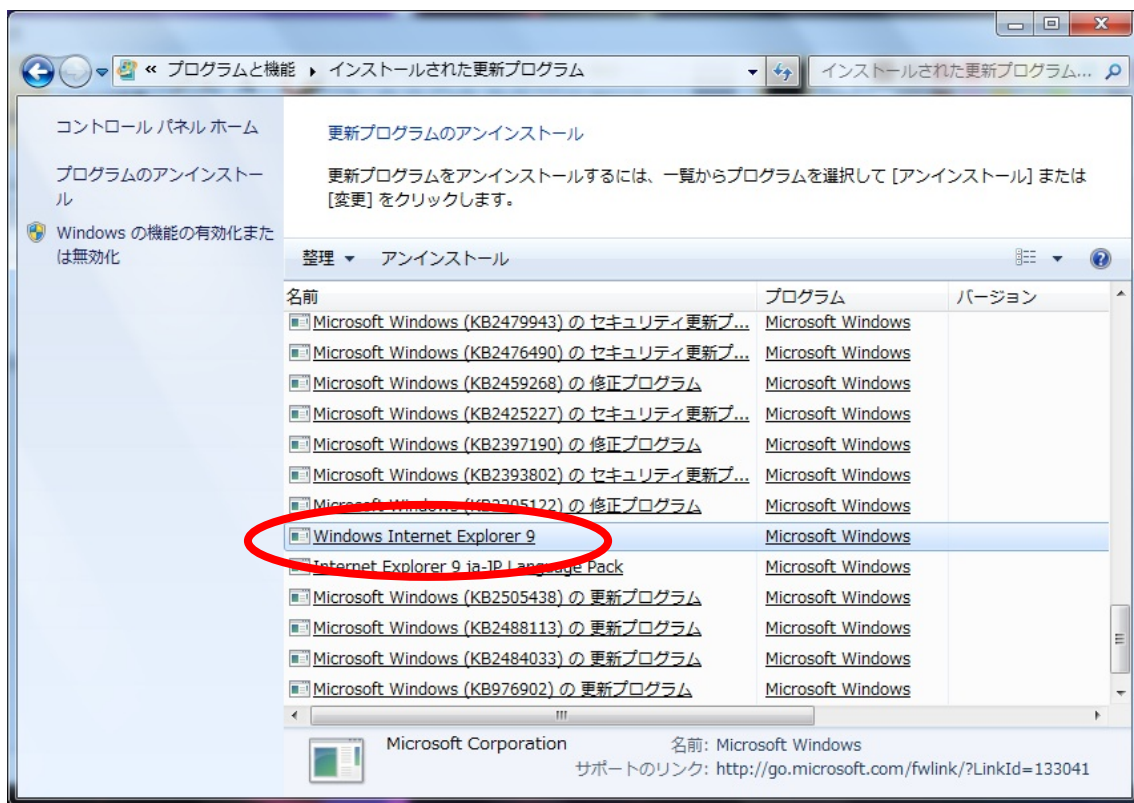 « プログラムと機能 ▸ インストールされた更新プログラム
インストールされた更新プログラム...
コントロール パネル ホーム
プログラムのアンインストー
ル
Windows の機能の有効化また
は無効化
更新プログラムのアンインストール
更新プログラムをアンインストールするには、一覧からプログラムを選択して [アンインストール] または
[変更] をクリックします。
整理 ▼ アンインストール
名前 プログラム バージョン
Microsoft Windows (KB2479943) の セキュリティ更新プ... Microsoft Windows
Microsoft Windows (KB2476490) の セキュリティ更新プ... Microsoft Windows
Microsoft Windows (KB2459268) の 修正プログラム Microsoft Windows
Microsoft Windows (KB2425227) の セキュリティ更新プ... Microsoft Windows
Microsoft Windows (KB2397190) の 修正プログラム Microsoft Windows
Microsoft Windows (KB2393802) の セキュリティ更新プ... Microsoft Windows
Microsoft Windows の 修正プログラム Microsoft Windows
Windows Internet Explorer 9 Microsoft Windows
Internet Explorer 9 ja-JP Language Pack Microsoft Windows
Microsoft Windows (KB2505438) の 更新プログラム Microsoft Windows
Microsoft Windows (KB2488113) の 更新プログラム Microsoft Windows
Microsoft Windows (KB2484033) の 更新プログラム Microsoft Windows
Microsoft Windows (KB976902) の 更新プログラム Microsoft Windows
Microsoft Corporation 名前: Microsoft Windows
サポートのリンク: http://go.microsoft.com/fwlink/?LinkId=133041